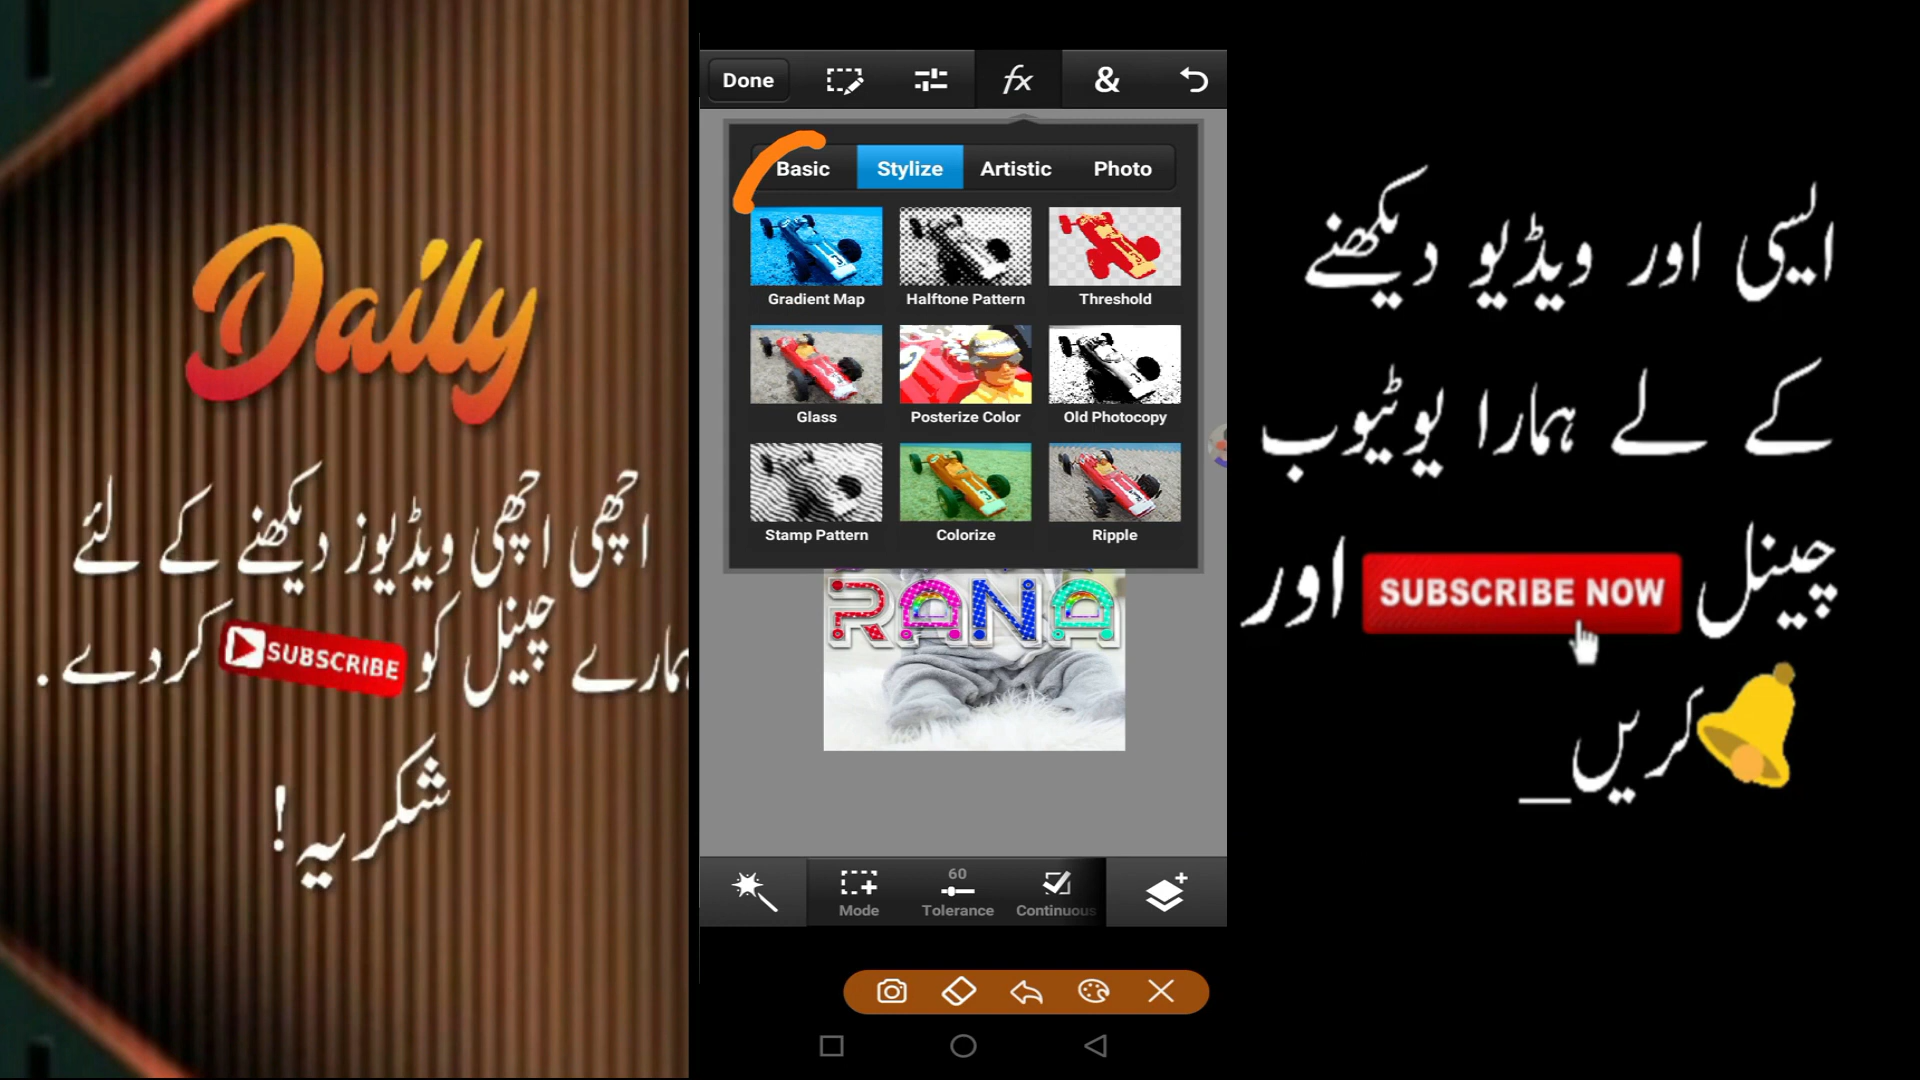 Daily
اچھی اچھی ویڈیوز دیکھنے کے لئے
ہمارے چینل کو SUBSCRIBE کردے .
شکریہ!
Done
fx
&
Basic
Stylize
Artistic
Photo
Gradient Map
Halftone Pattern
Threshold
Glass
Posterize Color
Old Photocopy
Stamp Pattern
Colorize
Ripple
RANA
60
Mode
Tolerance
Continuous
ایسی اور ویڈیو دیکھنے
کے لے ہمارا یوٹیوب
چینل SUBSCRIBE NOW اور
کریں_